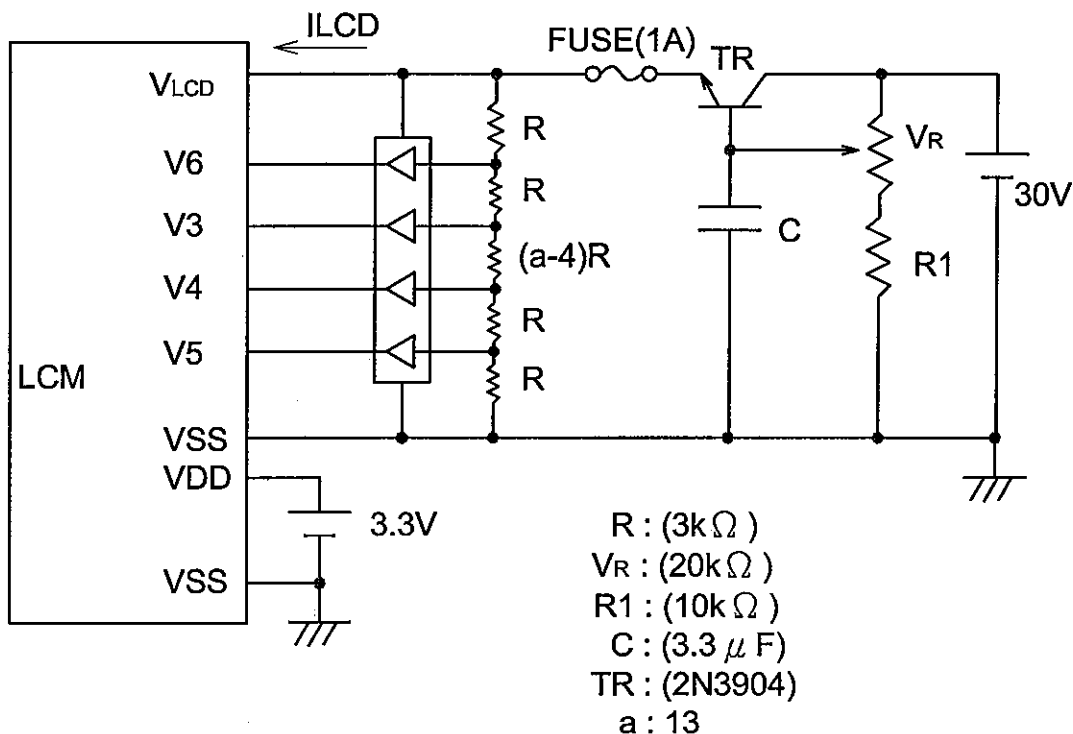 ILCD
FUSE(1A)
TR
VLCD
R
VR
V6
R
30V
V3
C
(a-4)R
R1
V4
R
V5
R
LCM
VSS
VDD
3.3V
VSS
R : (3kΩ)
VR : (20kΩ)
R1 : (10kΩ)
C : (3.3 μF)
TR : (2N3904)
a : 13